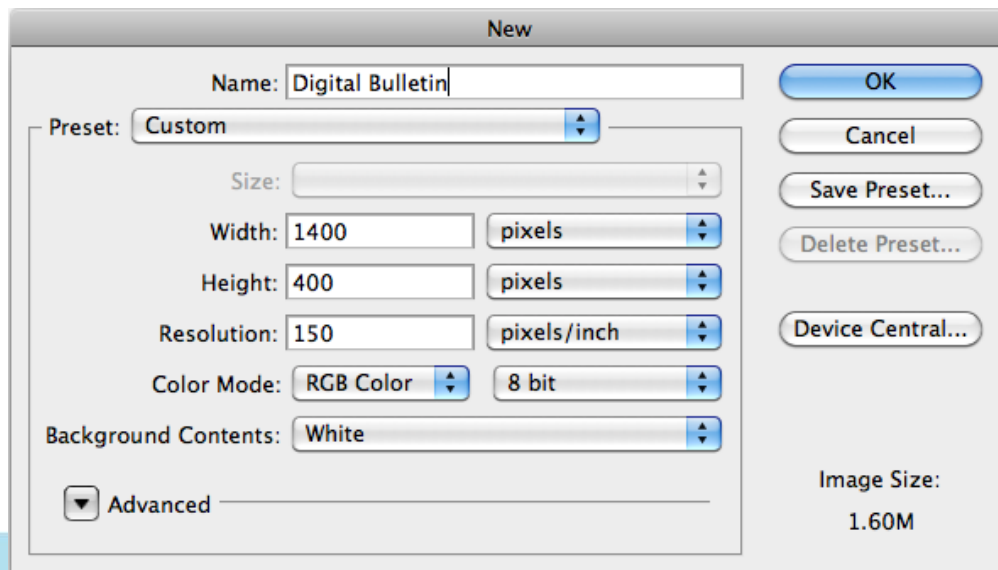 New
Name: Digital Bulletin
OK
Preset: Custom
Cancel
Size:
Save Preset...
Width: 1400 pixels
Delete Preset...
Height: 400 pixels
Resolution: 150 pixels/inch
Device Central...
Color Mode: RGB Color 8 bit
Background Contents: White
Advanced
Image Size:
1.60M